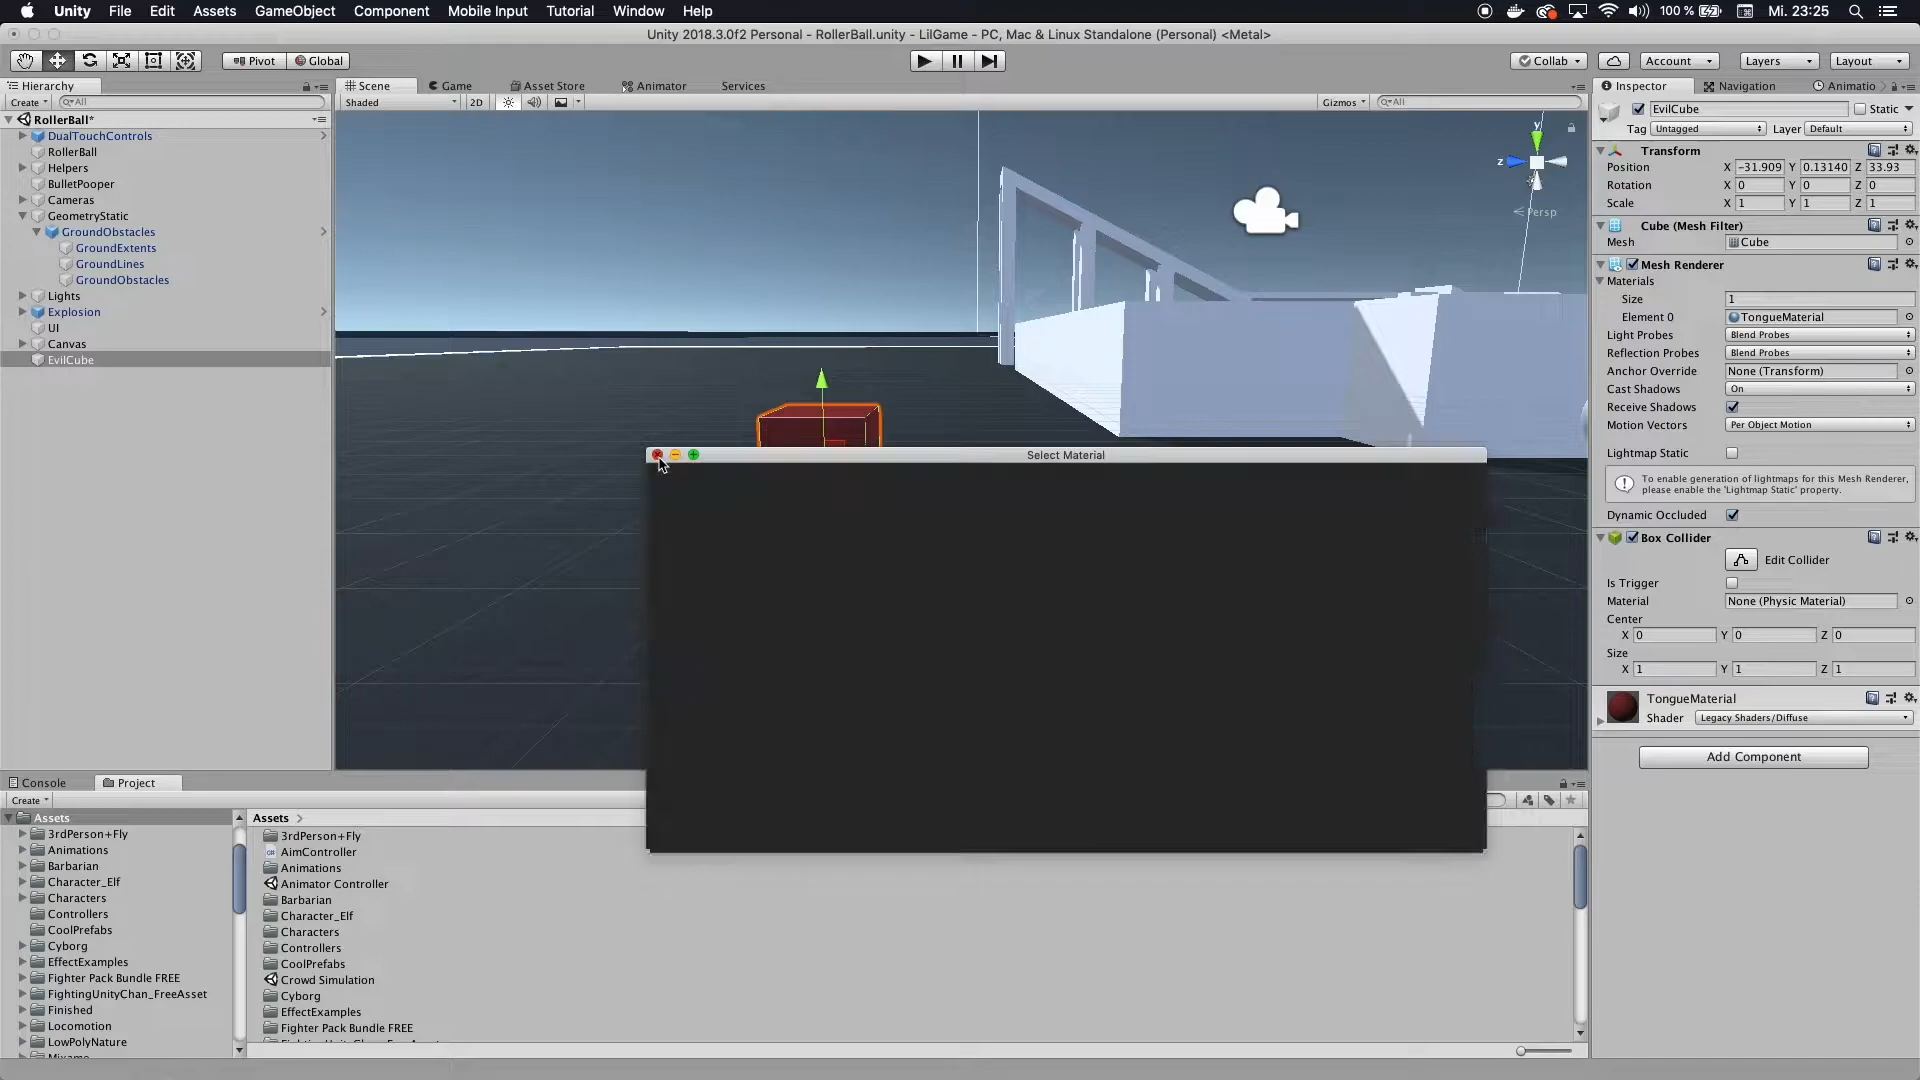 Unity File Edit Assets GameObject Component Mobile Input Tutorial Window Help 100 % Mi. 23:25
Unity 2018.3.0f2 Personal - RollerBall.unity - LilGame - PC, Mac & Linux Standalone (Personal) <Metal>
Pivot Global Collab Account Layers Layout
Hierarchy Scene Game Asset Store Animator Services Inspector Navigation Animatio
Create All Shaded 2D Gizmos All
EvilCube Static
Tag Untagged Layer Default
RollerBall*
DualTouchControls
RollerBall
Helpers
BulletPooper
Cameras
GeometryStatic
GroundObstacles
GroundExtents
GroundLines
GroundObstacles
Lights
Explosion
UI
Canvas
EvilCube
y
z
Persp
Transform
Position X -31.909 Y 0.13140 Z 33.93
Rotation X 0 Y 0 Z 0
Scale X 1 Y 1 Z 1
Cube (Mesh Filter)
Mesh Cube
Mesh Renderer
Materials
Size 1
Element 0 TongueMaterial
Light Probes Blend Probes
Reflection Probes Blend Probes
Anchor Override None (Transform)
Cast Shadows On
Receive Shadows
Motion Vectors Per Object Motion
Lightmap Static
To enable generation of lightmaps for this Mesh Renderer,
please enable the 'Lightmap Static' property.
Dynamic Occluded
Box Collider
Edit Collider
Is Trigger
Material None (Physic Material)
Center
X 0 Y 0 Z 0
Size
X 1 Y 1 Z 1
TongueMaterial
Shader Legacy Shaders/Diffuse
Add Component
Select Material
Console Project
Create
Assets
3rdPerson+Fly
Animations
Barbarian
Character_Elf
Characters
Controllers
CoolPrefabs
Cyborg
EffectExamples
Fighter Pack Bundle FREE
FightingUnityChan_FreeAsset
Finished
Locomotion
LowPolyNature
Assets
3rdPerson+Fly
AimController
Animations
Animator Controller
Barbarian
Character_Elf
Characters
Controllers
CoolPrefabs
Crowd Simulation
Cyborg
EffectExamples
Fighter Pack Bundle FREE